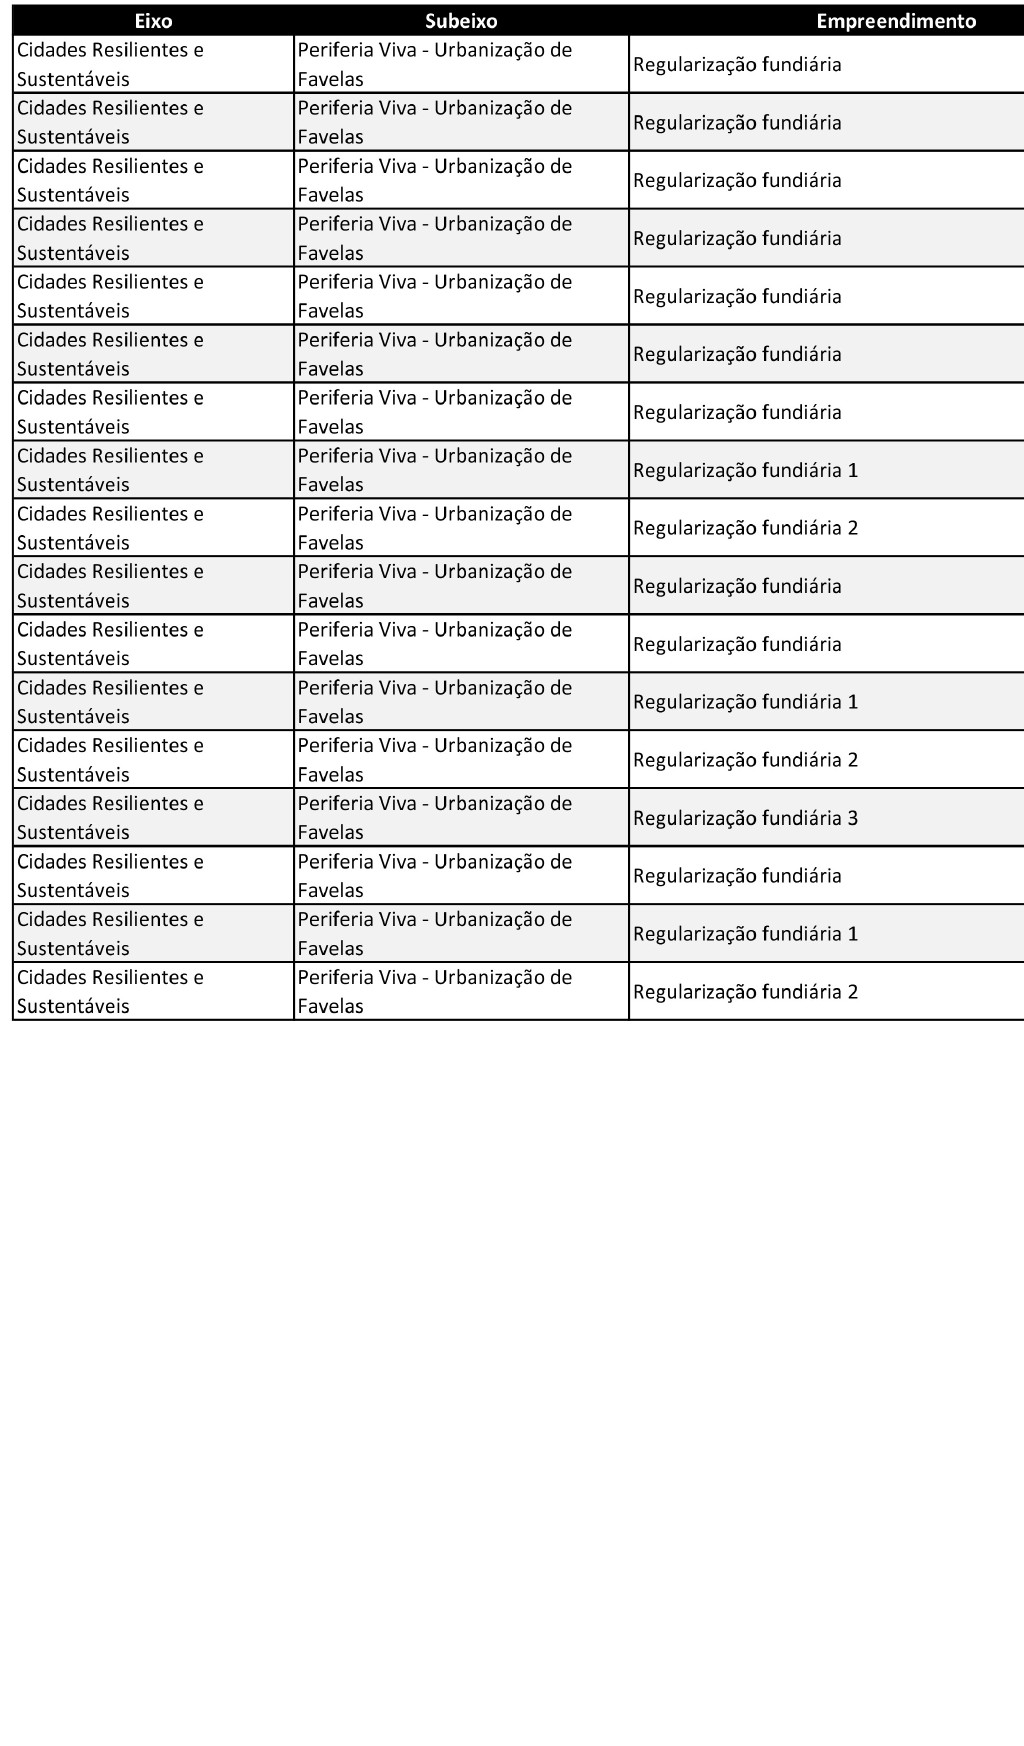 Eixo Subeixo Empreendimento
Cidades Resilientes e Periferia Viva - Urbanização de
Sustentáveis Favelas Regularização fundiária
Cidades Resilientes e Periferia Viva - Urbanização de
Sustentáveis Favelas Regularização fundiária
Cidades Resilientes e Periferia Viva - Urbanização de
Sustentáveis Favelas Regularização fundiária
Cidades Resilientes e Periferia Viva - Urbanização de
Sustentáveis Favelas Regularização fundiária
Cidades Resilientes e Periferia Viva - Urbanização de
Sustentáveis Favelas Regularização fundiária
Cidades Resilientes e Periferia Viva - Urbanização de
Sustentáveis Favelas Regularização fundiária
Cidades Resilientes e Periferia Viva - Urbanização de
Sustentáveis Favelas Regularização fundiária
Cidades Resilientes e Periferia Viva - Urbanização de
Sustentáveis Favelas Regularização fundiária 1
Cidades Resilientes e Periferia Viva - Urbanização de
Sustentáveis Favelas Regularização fundiária 2
Cidades Resilientes e Periferia Viva - Urbanização de
Sustentáveis Favelas Regularização fundiária
Cidades Resilientes e Periferia Viva - Urbanização de
Sustentáveis Favelas Regularização fundiária
Cidades Resilientes e Periferia Viva - Urbanização de
Sustentáveis Favelas Regularização fundiária 1
Cidades Resilientes e Periferia Viva - Urbanização de
Sustentáveis Favelas Regularização fundiária 2
Cidades Resilientes e Periferia Viva - Urbanização de
Sustentáveis Favelas Regularização fundiária 3
Cidades Resilientes e Periferia Viva - Urbanização de
Sustentáveis Favelas Regularização fundiária
Cidades Resilientes e Periferia Viva - Urbanização de
Sustentáveis Favelas Regularização fundiária 1
Cidades Resilientes e Periferia Viva - Urbanização de
Sustentáveis Favelas Regularização fundiária 2